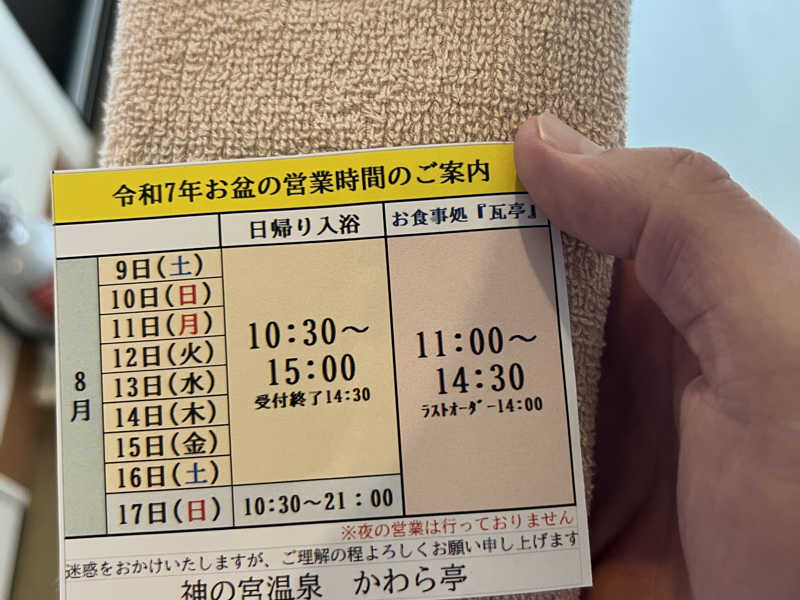 令和7年お盆の営業時間のご案内
日帰り入浴
お食事処『瓦亭』
8月
9日(土)
10日(日)
11日(月)
12日(火)
13日(水)
14日(木)
15日(金)
16日(土)
17日(日)
10:30～
15:00
受付終了14:30
10:30～21:00
11:00～
14:30
ﾗｽﾄｵｰﾀﾞｰ14:00
※夜の営業は行っておりません
迷惑をおかけいたしますが、ご理解の程よろしくお願い申し上げます
神の宮温泉 かわら亭